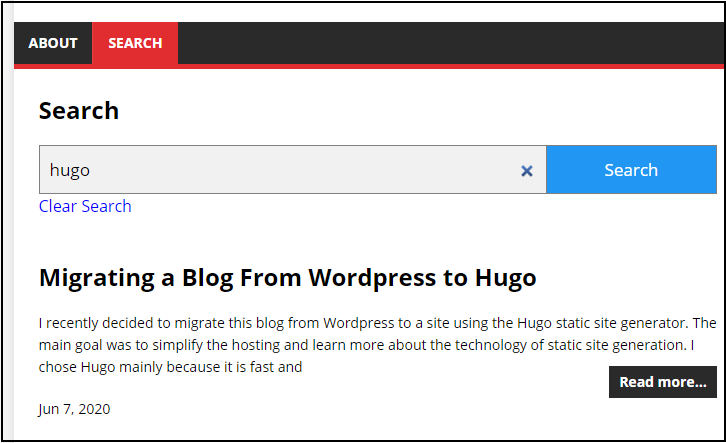 ABOUT SEARCH
Search
hugo Search
Clear Search
Migrating a Blog From Wordpress to Hugo
I recently decided to migrate this blog from Wordpress to a site using the Hugo static site generator. The
main goal was to simplify the hosting and learn more about the technology of static site generation. I
chose Hugo mainly because it is fast and
Read more...
Jun 7, 2020